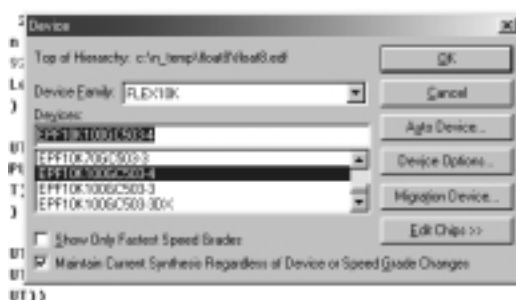 Device
Top of Hierarchy: c:\n_temp\float8\float8.edf
OK
Device Family: FLEX10K
Cancel
Devices:
Auto Device...
EPF10K100GC503-4
EPF10K70GC503-3
Device Options...
EPF10K100GC503-4
EPF10K100GC503-3
Migration Device...
EPF10K100GC503-3DX
Edit Chips >>
Show Only Fastest Speed Grades
Maintain Current Synthesis Regardless of Device or Speed Grade Changes
UT))